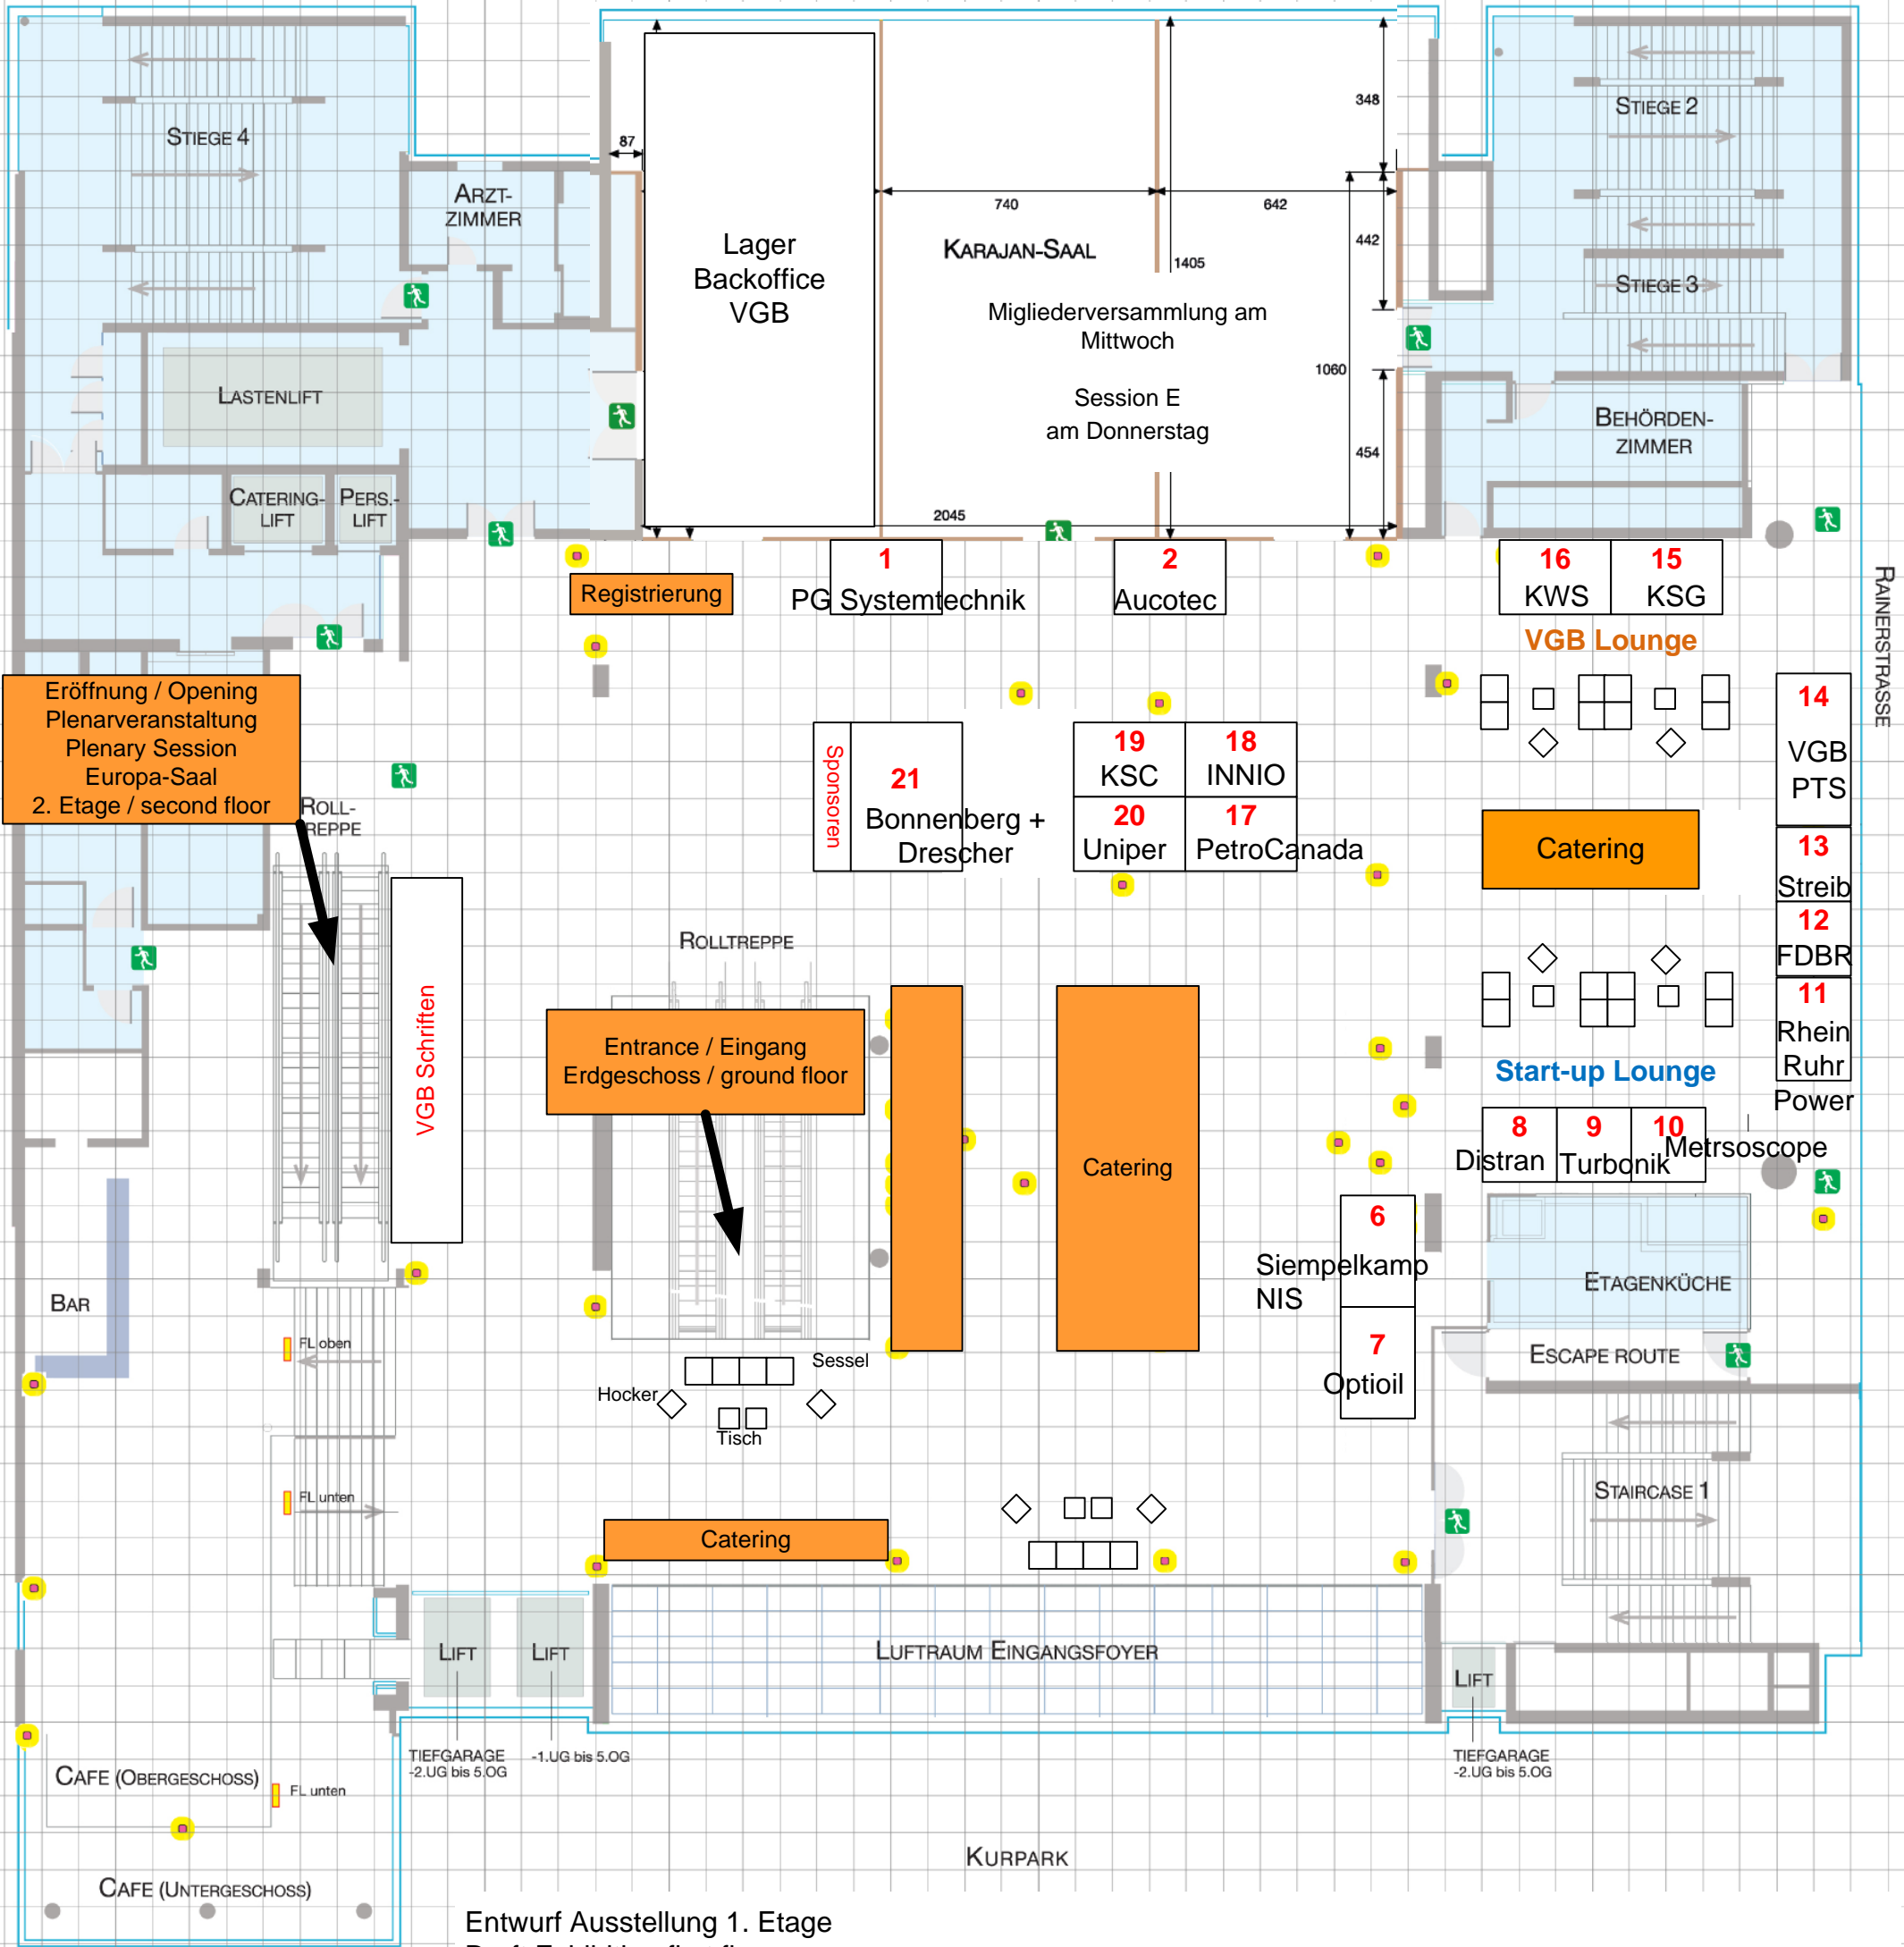 STIEGE 4
ARZT-
ZIMMER
LASTENLIFT
CATERING-
LIFT
PERS.-
LIFT
87
Lager
Backoffice
VGB
740
642
348
442
1405
1060
454
2045
KARAJAN-SAAL
Migliederversammlung am
Mittwoch
Session E
am Donnerstag
STIEGE 2
STIEGE 3
BEHÖRDEN-
ZIMMER
RAINERSTRASSE
Registrierung
1
PG Systemtechnik
2
Aucotec
16
KWS
15
KSG
VGB Lounge
Eröffnung / Opening
Plenarveranstaltung
Plenary Session
Europa-Saal
2. Etage / second floor
ROLL-
TREPPE
Sponsoren
21
Bonnenberg +
Drescher
19
KSC
18
INNIO
20
Uniper
17
PetroCanada
14
VGB
PTS
Catering
13
Streib
12
FDBR
11
Rhein
Ruhr
Power
VGB Schriften
ROLLTREPPE
Entrance / Eingang
Erdgeschoss / ground floor
Catering
Start-up Lounge
8
Distran
9
Turbonik
10
Metrsoscope
6
Siempelkamp
NIS
7
Optioil
ETAGENKÜCHE
ESCAPE ROUTE
STAIRCASE 1
BAR
FL oben
FL unten
Sessel
Hocker
Tisch
Catering
LIFT
LIFT
LUFTRAUM EINGANGSFOYER
LIFT
TIEFGARAGE
-2.UG bis 5.OG
-1.UG bis 5.OG
TIEFGARAGE
-2.UG bis 5.OG
CAFE (OBERGESCHOSS)
FL unten
CAFE (UNTERGESCHOSS)
KURPARK
Entwurf Ausstellung 1. Etage